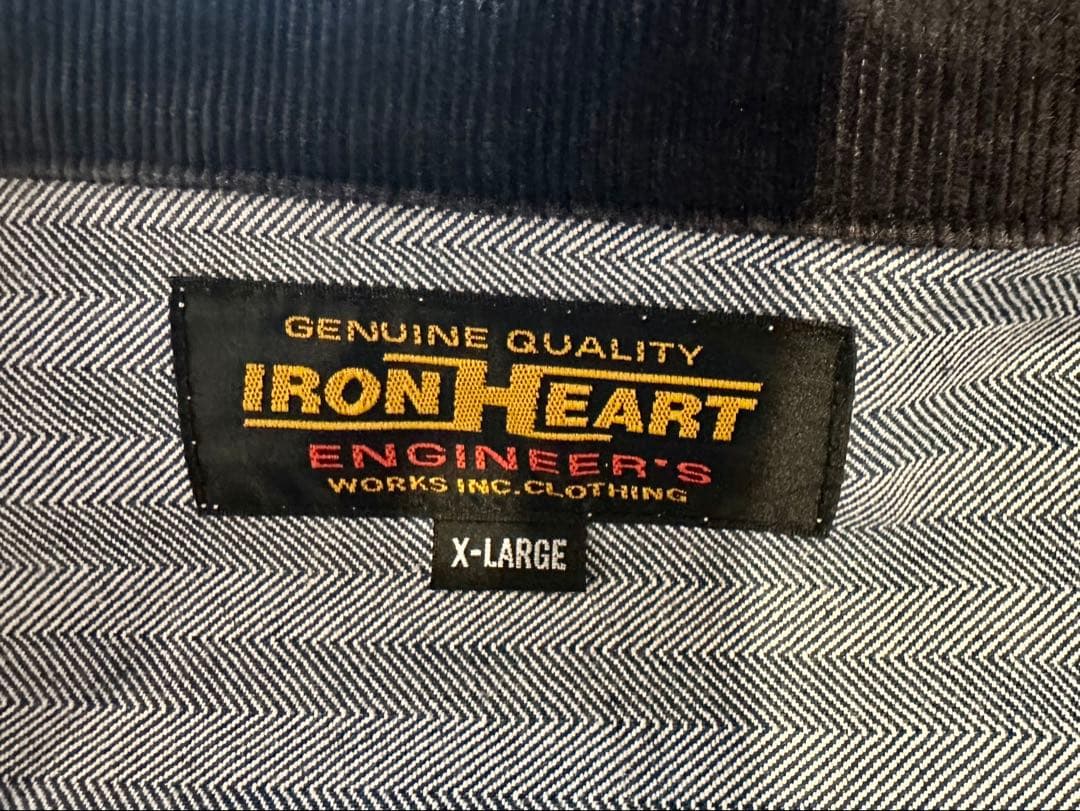 GENUINE QUALITY
IRON HEART
ENGINEER'S
WORKS INC.CLOTHING
X-LARGE